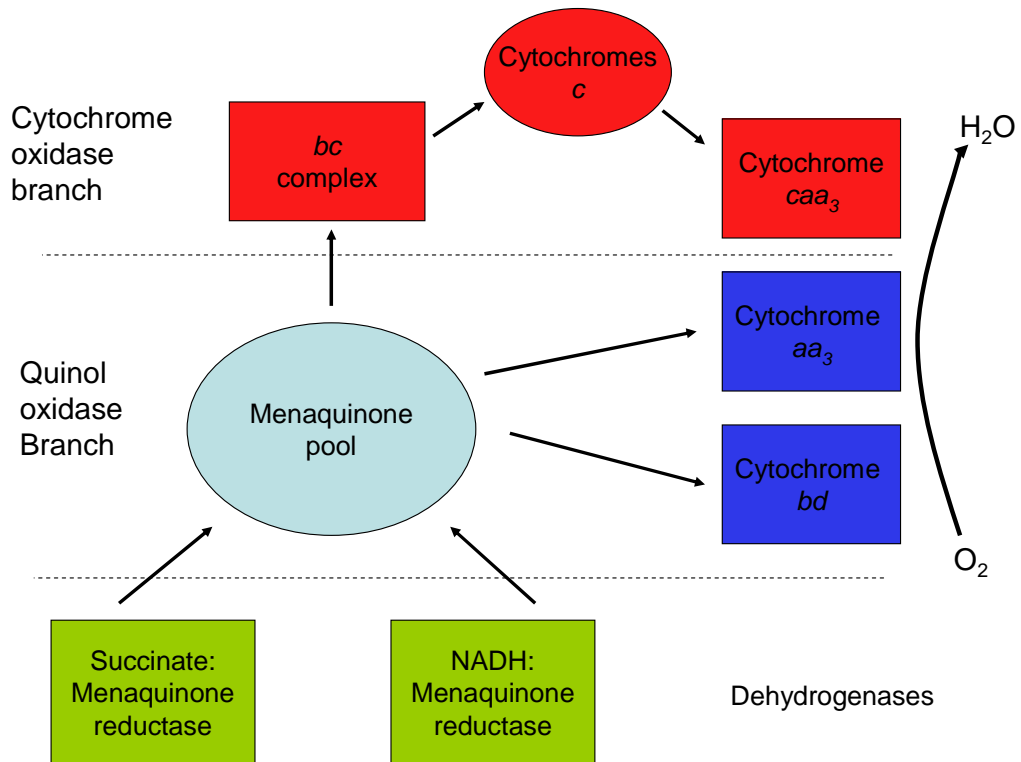 Cytochrome
oxidase
branch
bc
complex
Cytochromes
c
Cytochrome
caa₃
H₂O
Quinol
oxidase
Branch
Menaquinone
pool
Cytochrome
aa₃
Cytochrome
bd
O₂
Succinate:
Menaquinone
reductase
NADH:
Menaquinone
reductase
Dehydrogenases